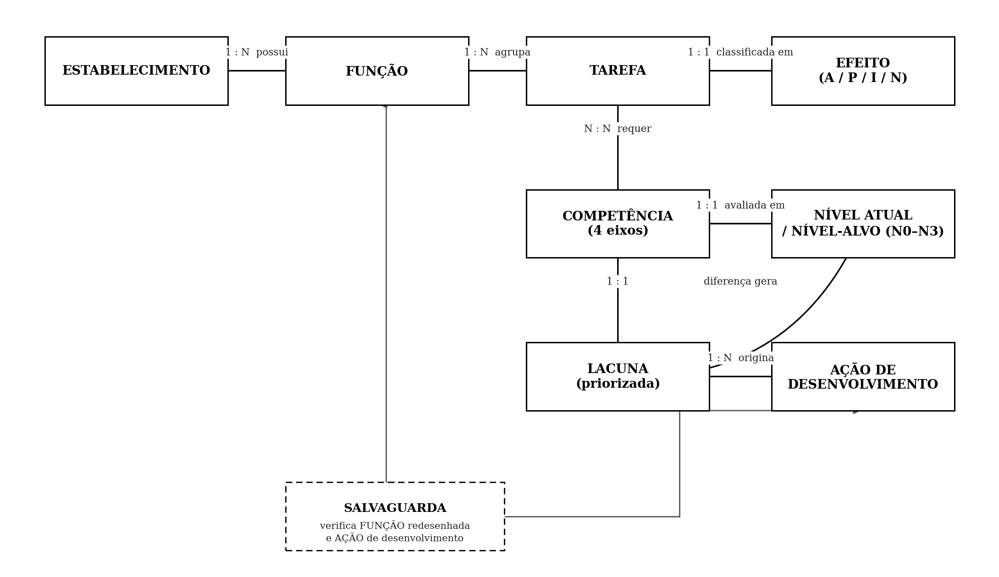 ESTABELECIMENTO
1 : N  possui
FUNÇÃO
1 : N  agrupa
TAREFA
1 : 1  classificada em
EFEITO
(A / P / I / N)
N : N  requer
COMPETÊNCIA
(4 eixos)
1 : 1  avaliada em
NÍVEL ATUAL
/ NÍVEL-ALVO (N0–N3)
1 : 1
diferença gera
LACUNA
(priorizada)
1 : N  origina
AÇÃO DE
DESENVOLVIMENTO
SALVAGUARDA
verifica FUNÇÃO redesenhada
e AÇÃO de desenvolvimento